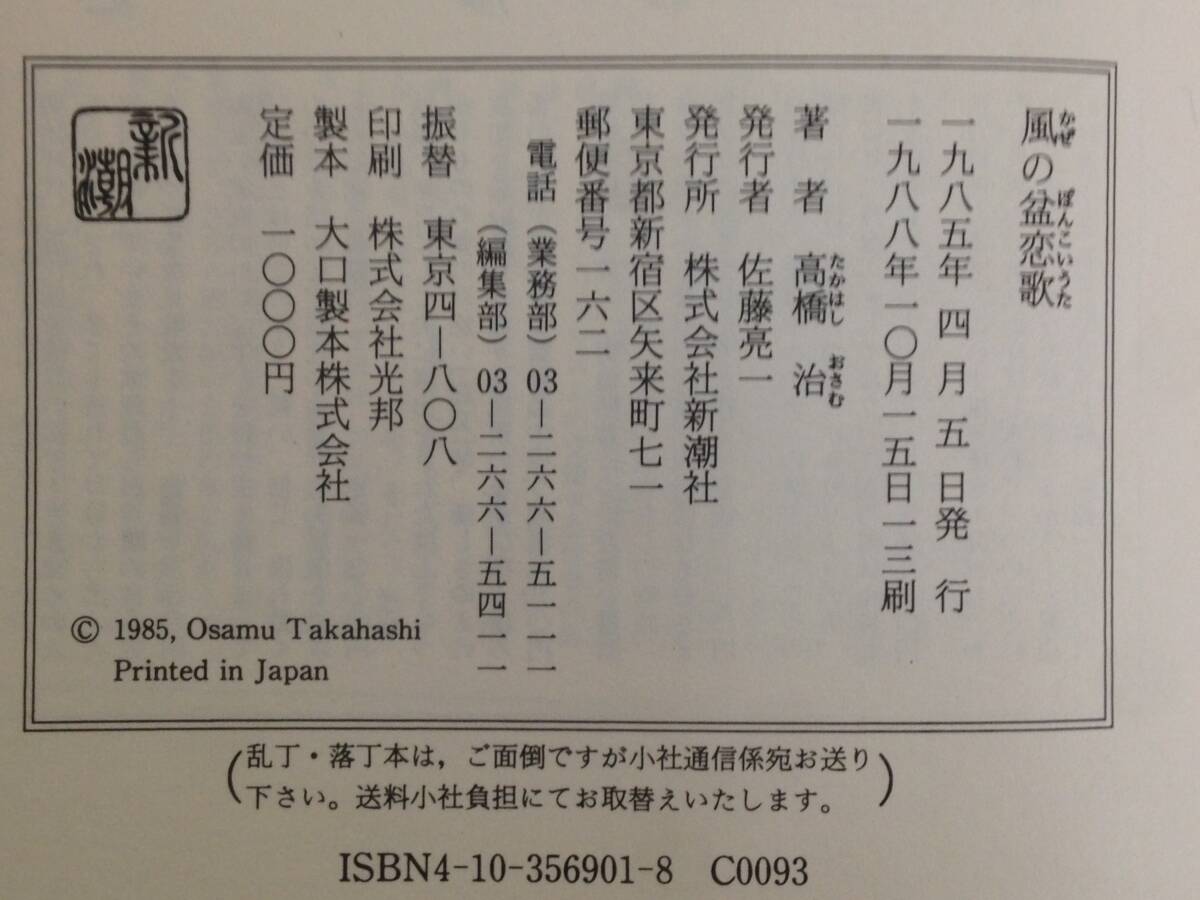 風の盆恋歌
かぜ ぼんこいうた
一九八五年 四 月 五 日発 行
一九八八年一〇月一五日一三刷
著 者 高橋 治
たかはし おさむ
発行者 佐藤亮一
発行所 株式会社新潮社
東京都新宿区矢来町七一
郵便番号一六二
電話（業務部）03―二六六―五一一一
（編集部）03―二六六―五四一一
振替 東京四―八〇八
印刷 株式会社光邦
製本 大口製本株式会社
定価 一〇〇〇円
新潮
© 1985, Osamu Takahashi
Printed in Japan
（乱丁・落丁本は，ご面倒ですが小社通信係宛お送り
下さい。送料小社負担にてお取替えいたします。）
ISBN4-10-356901-8 C0093